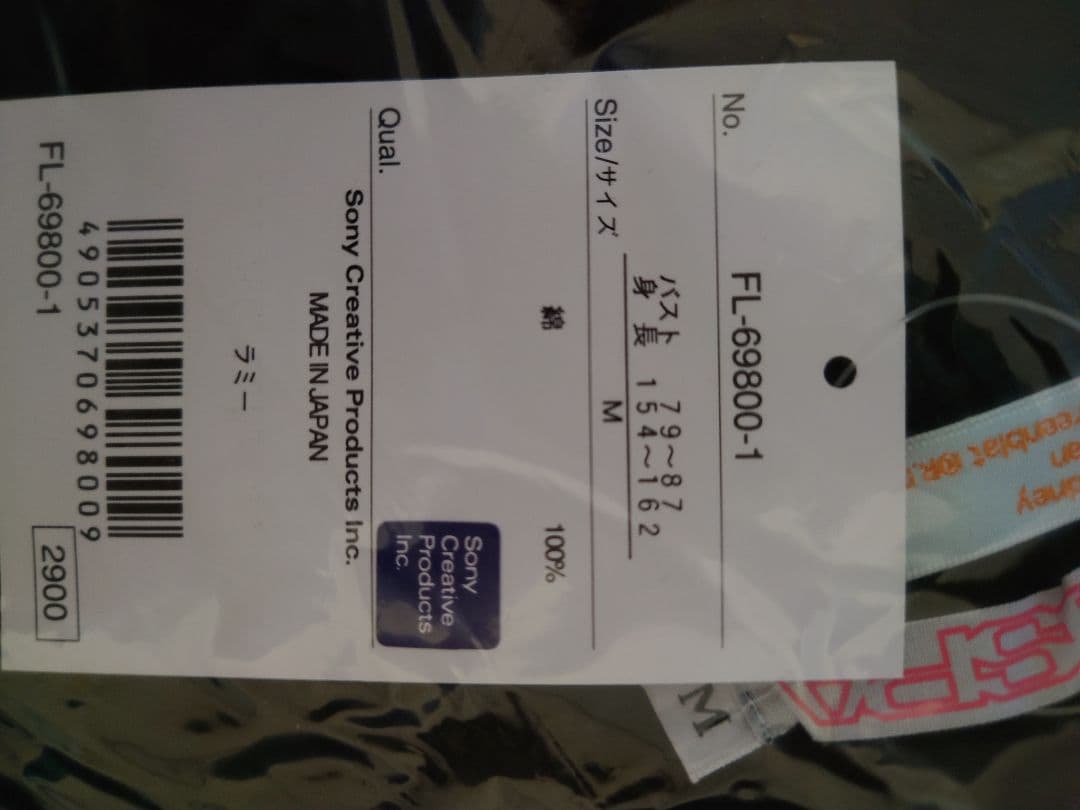 No.
FL-69800-1
Size/サイズ
バスト 79～87
身長 154～162
M
綿 100%
Qual.
Sony
Creative
Products
Inc.
Sony Creative Products Inc.
MADE IN JAPAN
ラミー
4905370698009
FL-69800-1
2900
M